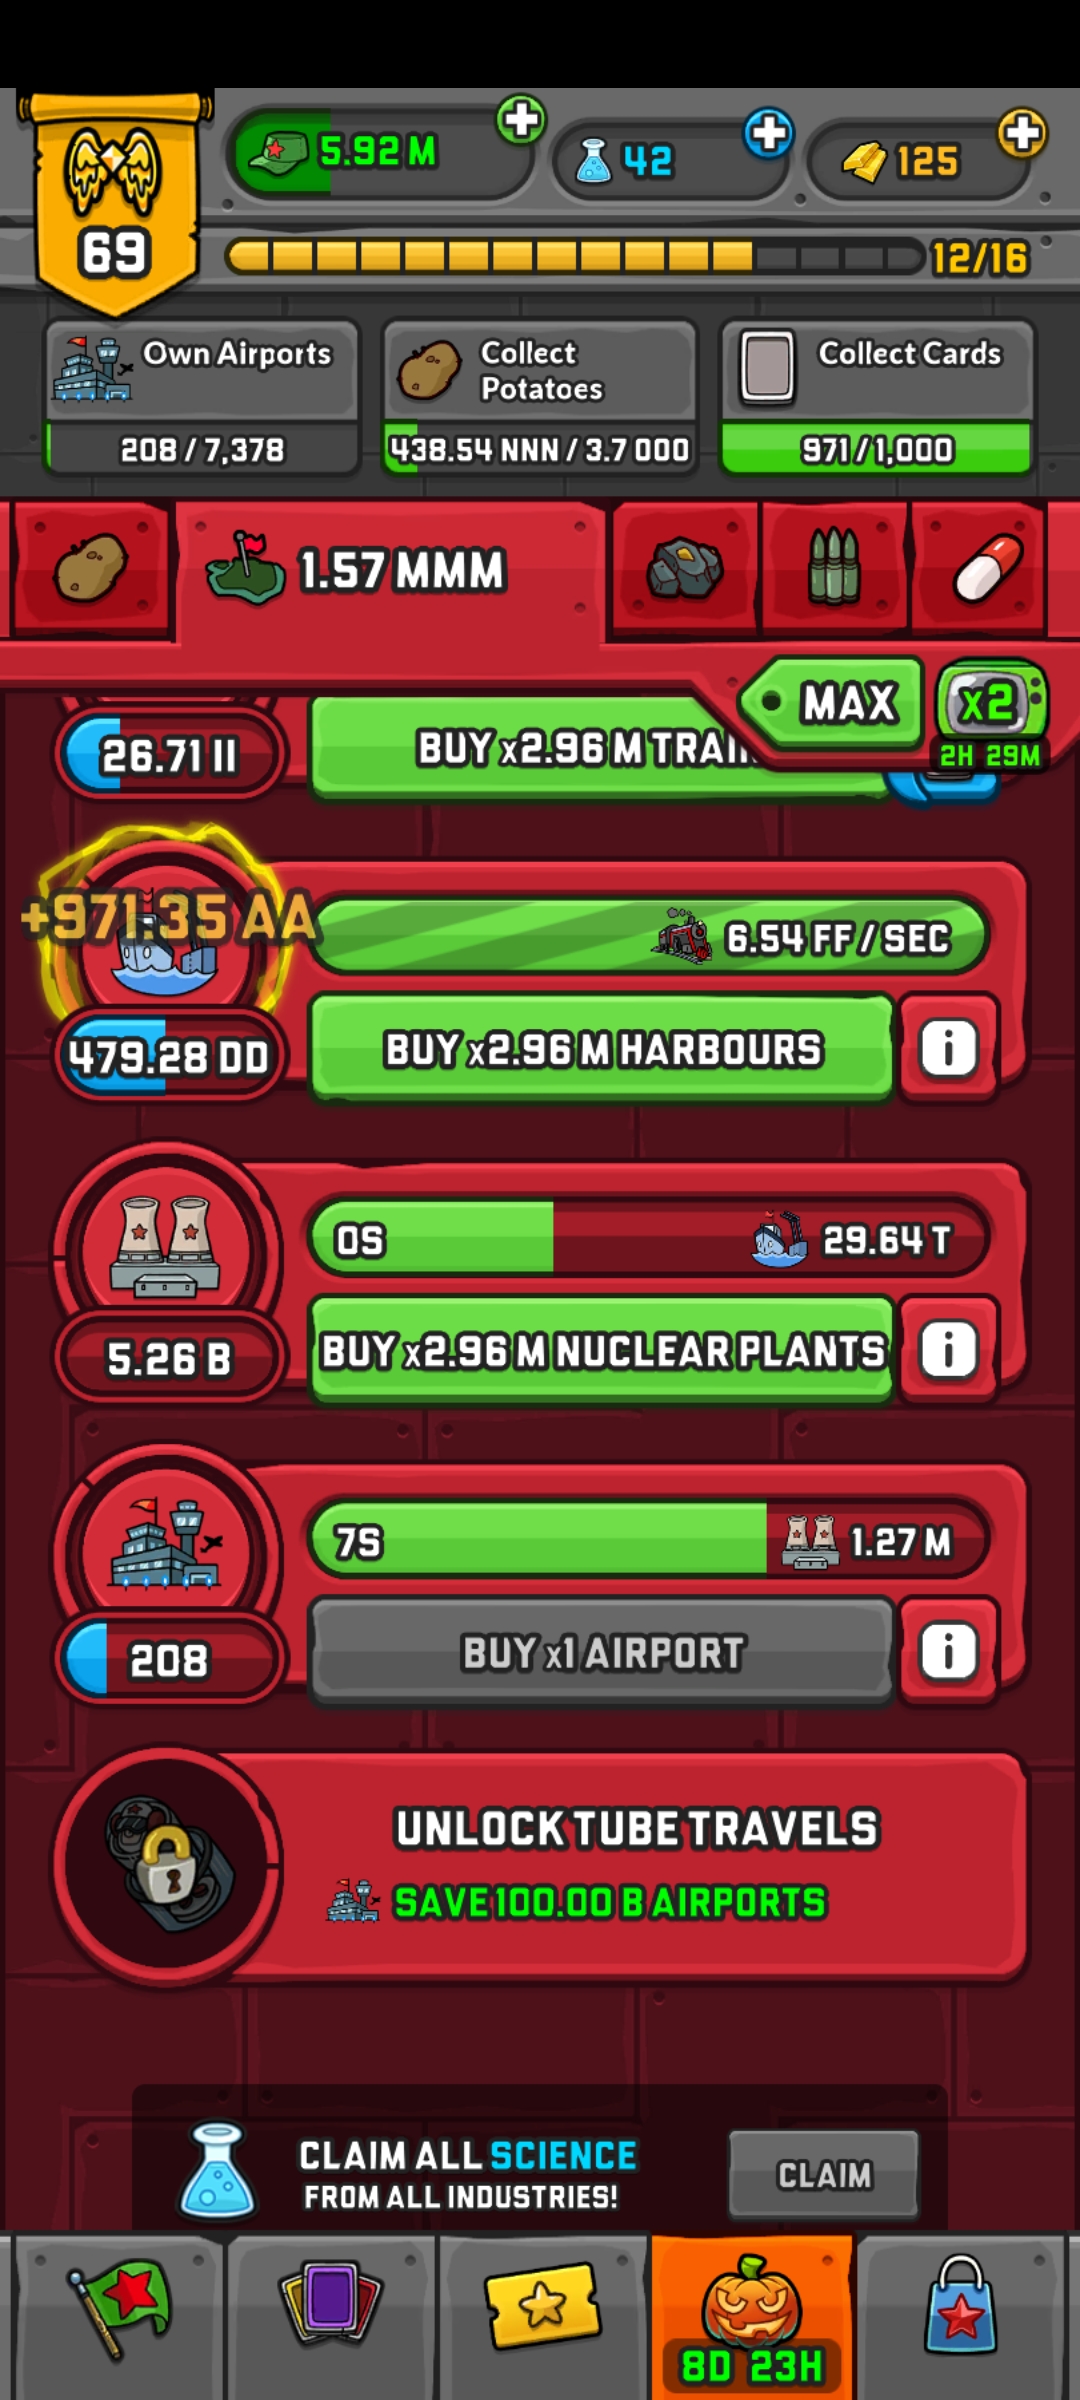 5.92 M
42
125
69
12/16
Own Airports
Collect
Potatoes
Collect Cards
208 / 7,378
438.54 NNN / 3.7 OOO
971 / 1,000
1.57 MMM
MAX
x2
2H 29M
26.71 II
BUY x2.96 M
+971.35 AA
6.54 FF / SEC
479.28 DD
BUY x2.96 M HARBOURS
i
0S
29.64 T
5.26 B
BUY x2.96 M NUCLEAR PLANTS
i
7S
1.27 M
208
BUY x1 AIRPORT
i
UNLOCK TUBE TRAVELS
SAVE 100.00 B AIRPORTS
CLAIM ALL SCIENCE
FROM ALL INDUSTRIES!
CLAIM
8D 23H